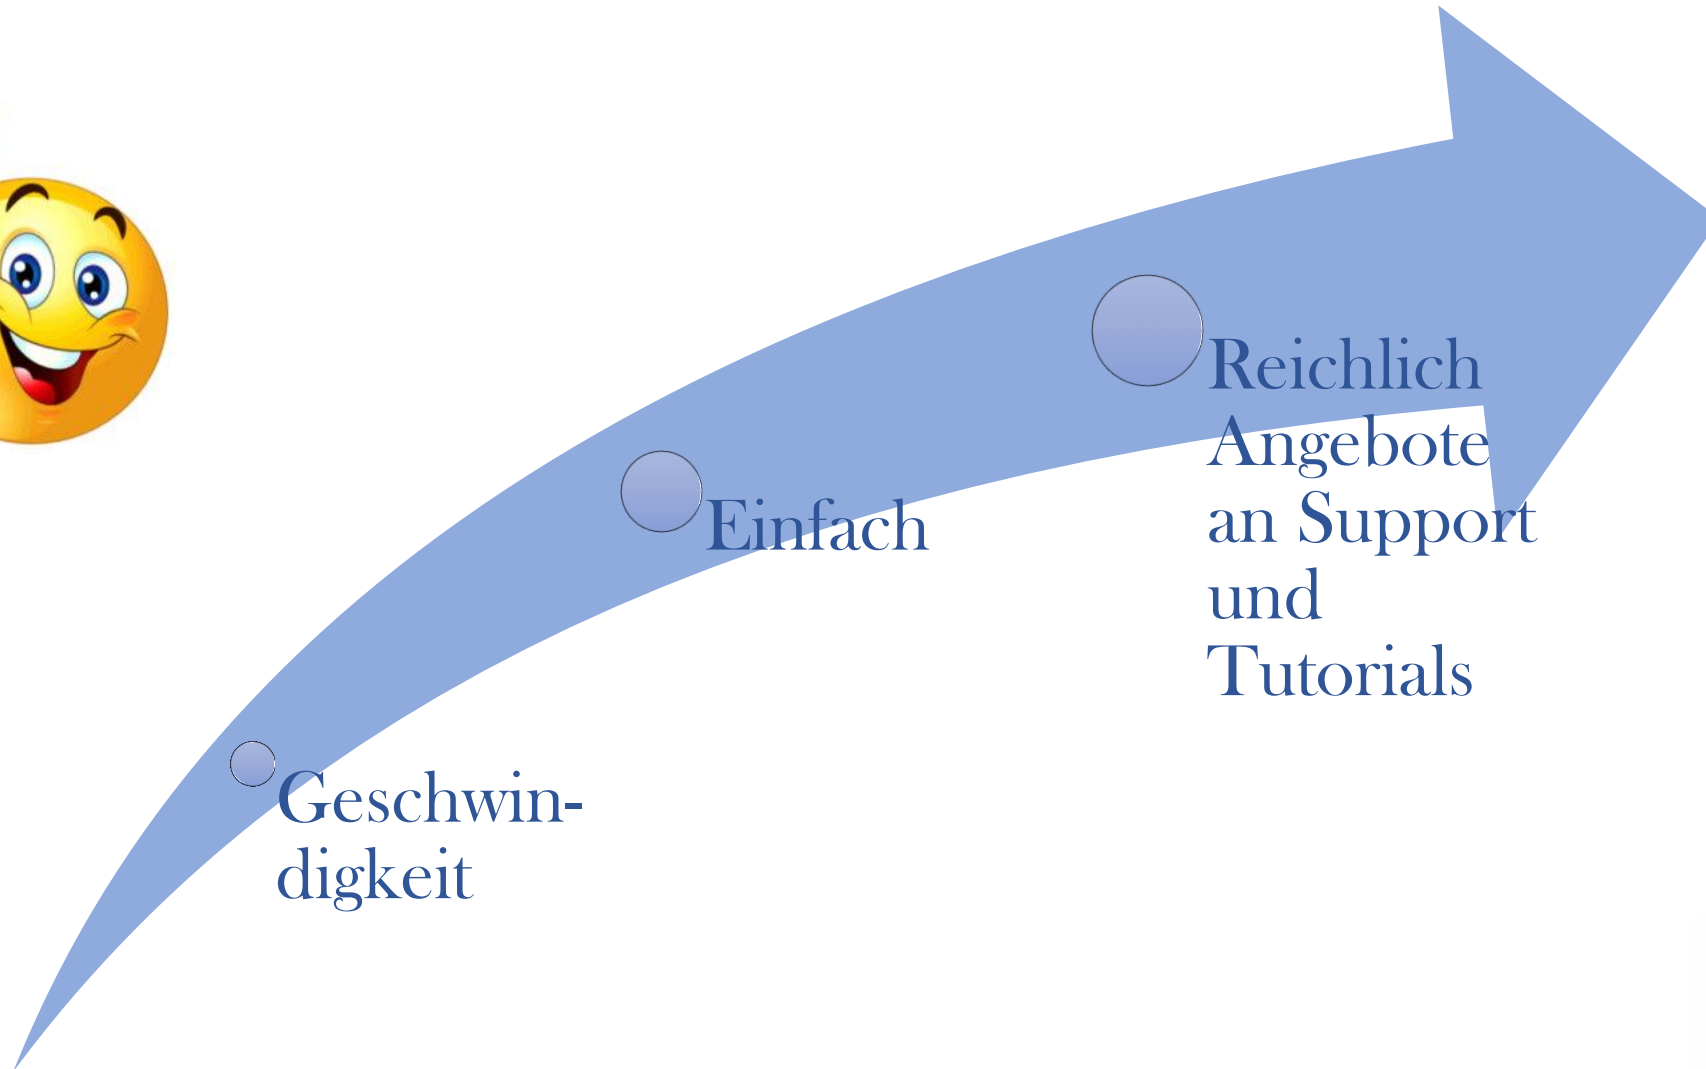 Reichlich
Angebote
an Support
und
Tutorials
Einfach
Geschwin-
digkeit